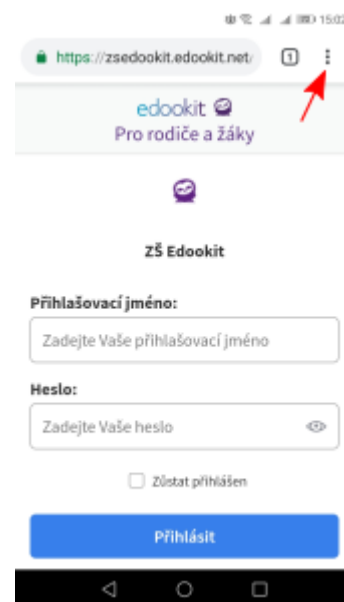 15:02
https://zsedookit.edookit.net/
1
edookit
Pro rodiče a žáky
ZŠ Edookit
Přihlašovací jméno:
Zadejte Vaše přihlašovací jméno
Heslo:
Zadejte Vaše heslo
Zůstat přihlášen
Přihlásit